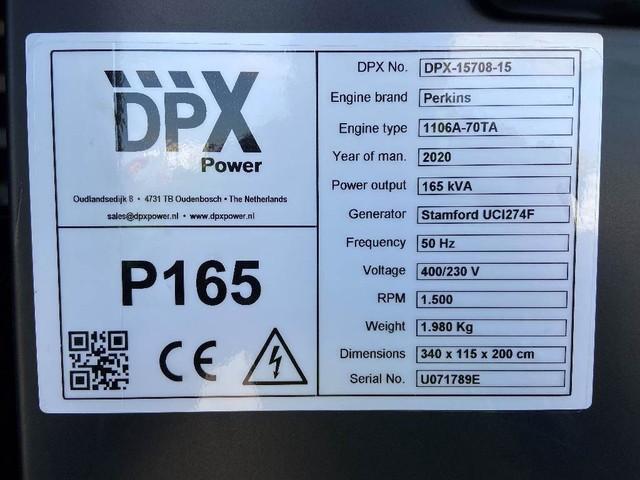 DPX
Power
Oudlandsedijk 8 • 4731 TB Oudenbosch • The Netherlands
sales@dpxpower.nl • www.dpxpower.nl
P165
CE
DPX No. DPX-15708-15
Engine brand Perkins
Engine type 1106A-70TA
Year of man. 2020
Power output 165 kVA
Generator Stamford UCI274F
Frequency 50 Hz
Voltage 400/230 V
RPM 1.500
Weight 1.980 Kg
Dimensions 340 x 115 x 200 cm
Serial No. U071789E